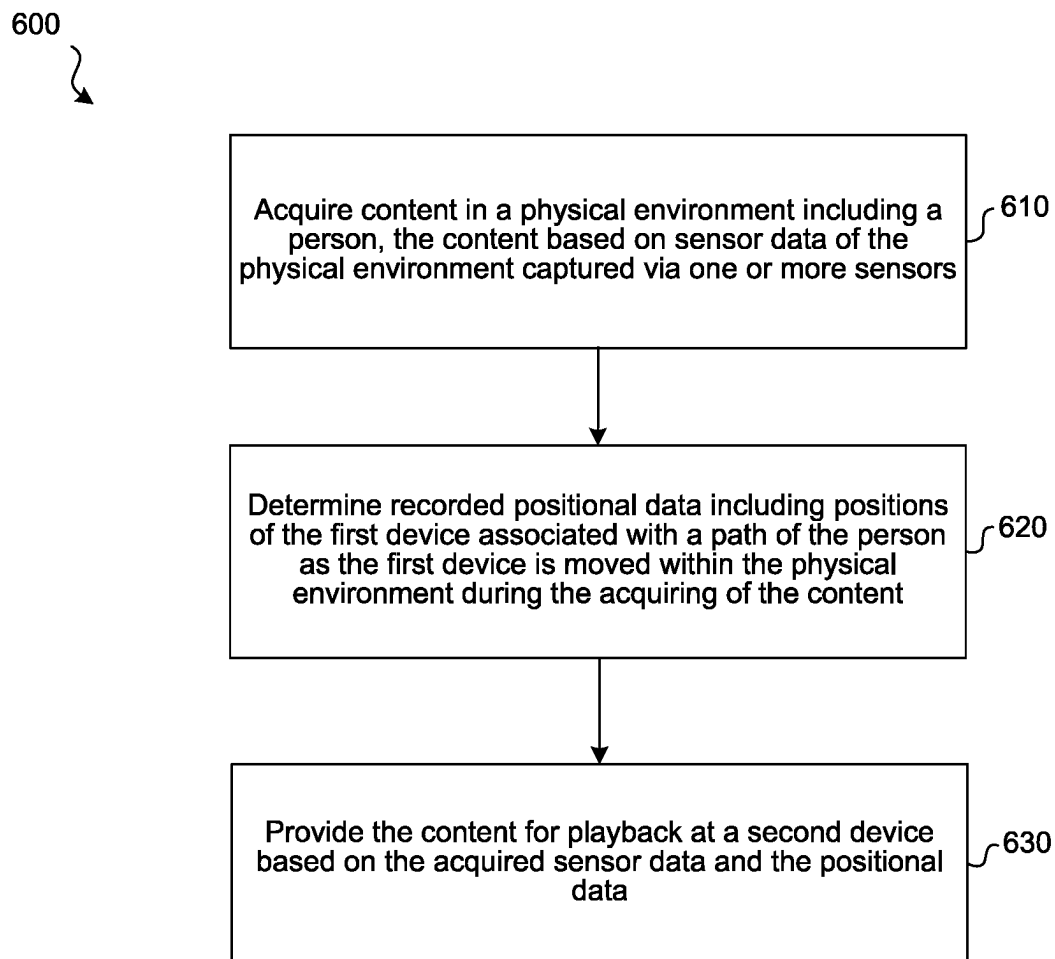 600
Acquire content in a physical environment including a
person, the content based on sensor data of the
physical environment captured via one or more sensors
610
Determine recorded positional data including positions
of the first device associated with a path of the person
as the first device is moved within the physical
environment during the acquiring of the content
620
Provide the content for playback at a second device
based on the acquired sensor data and the positional
data
630